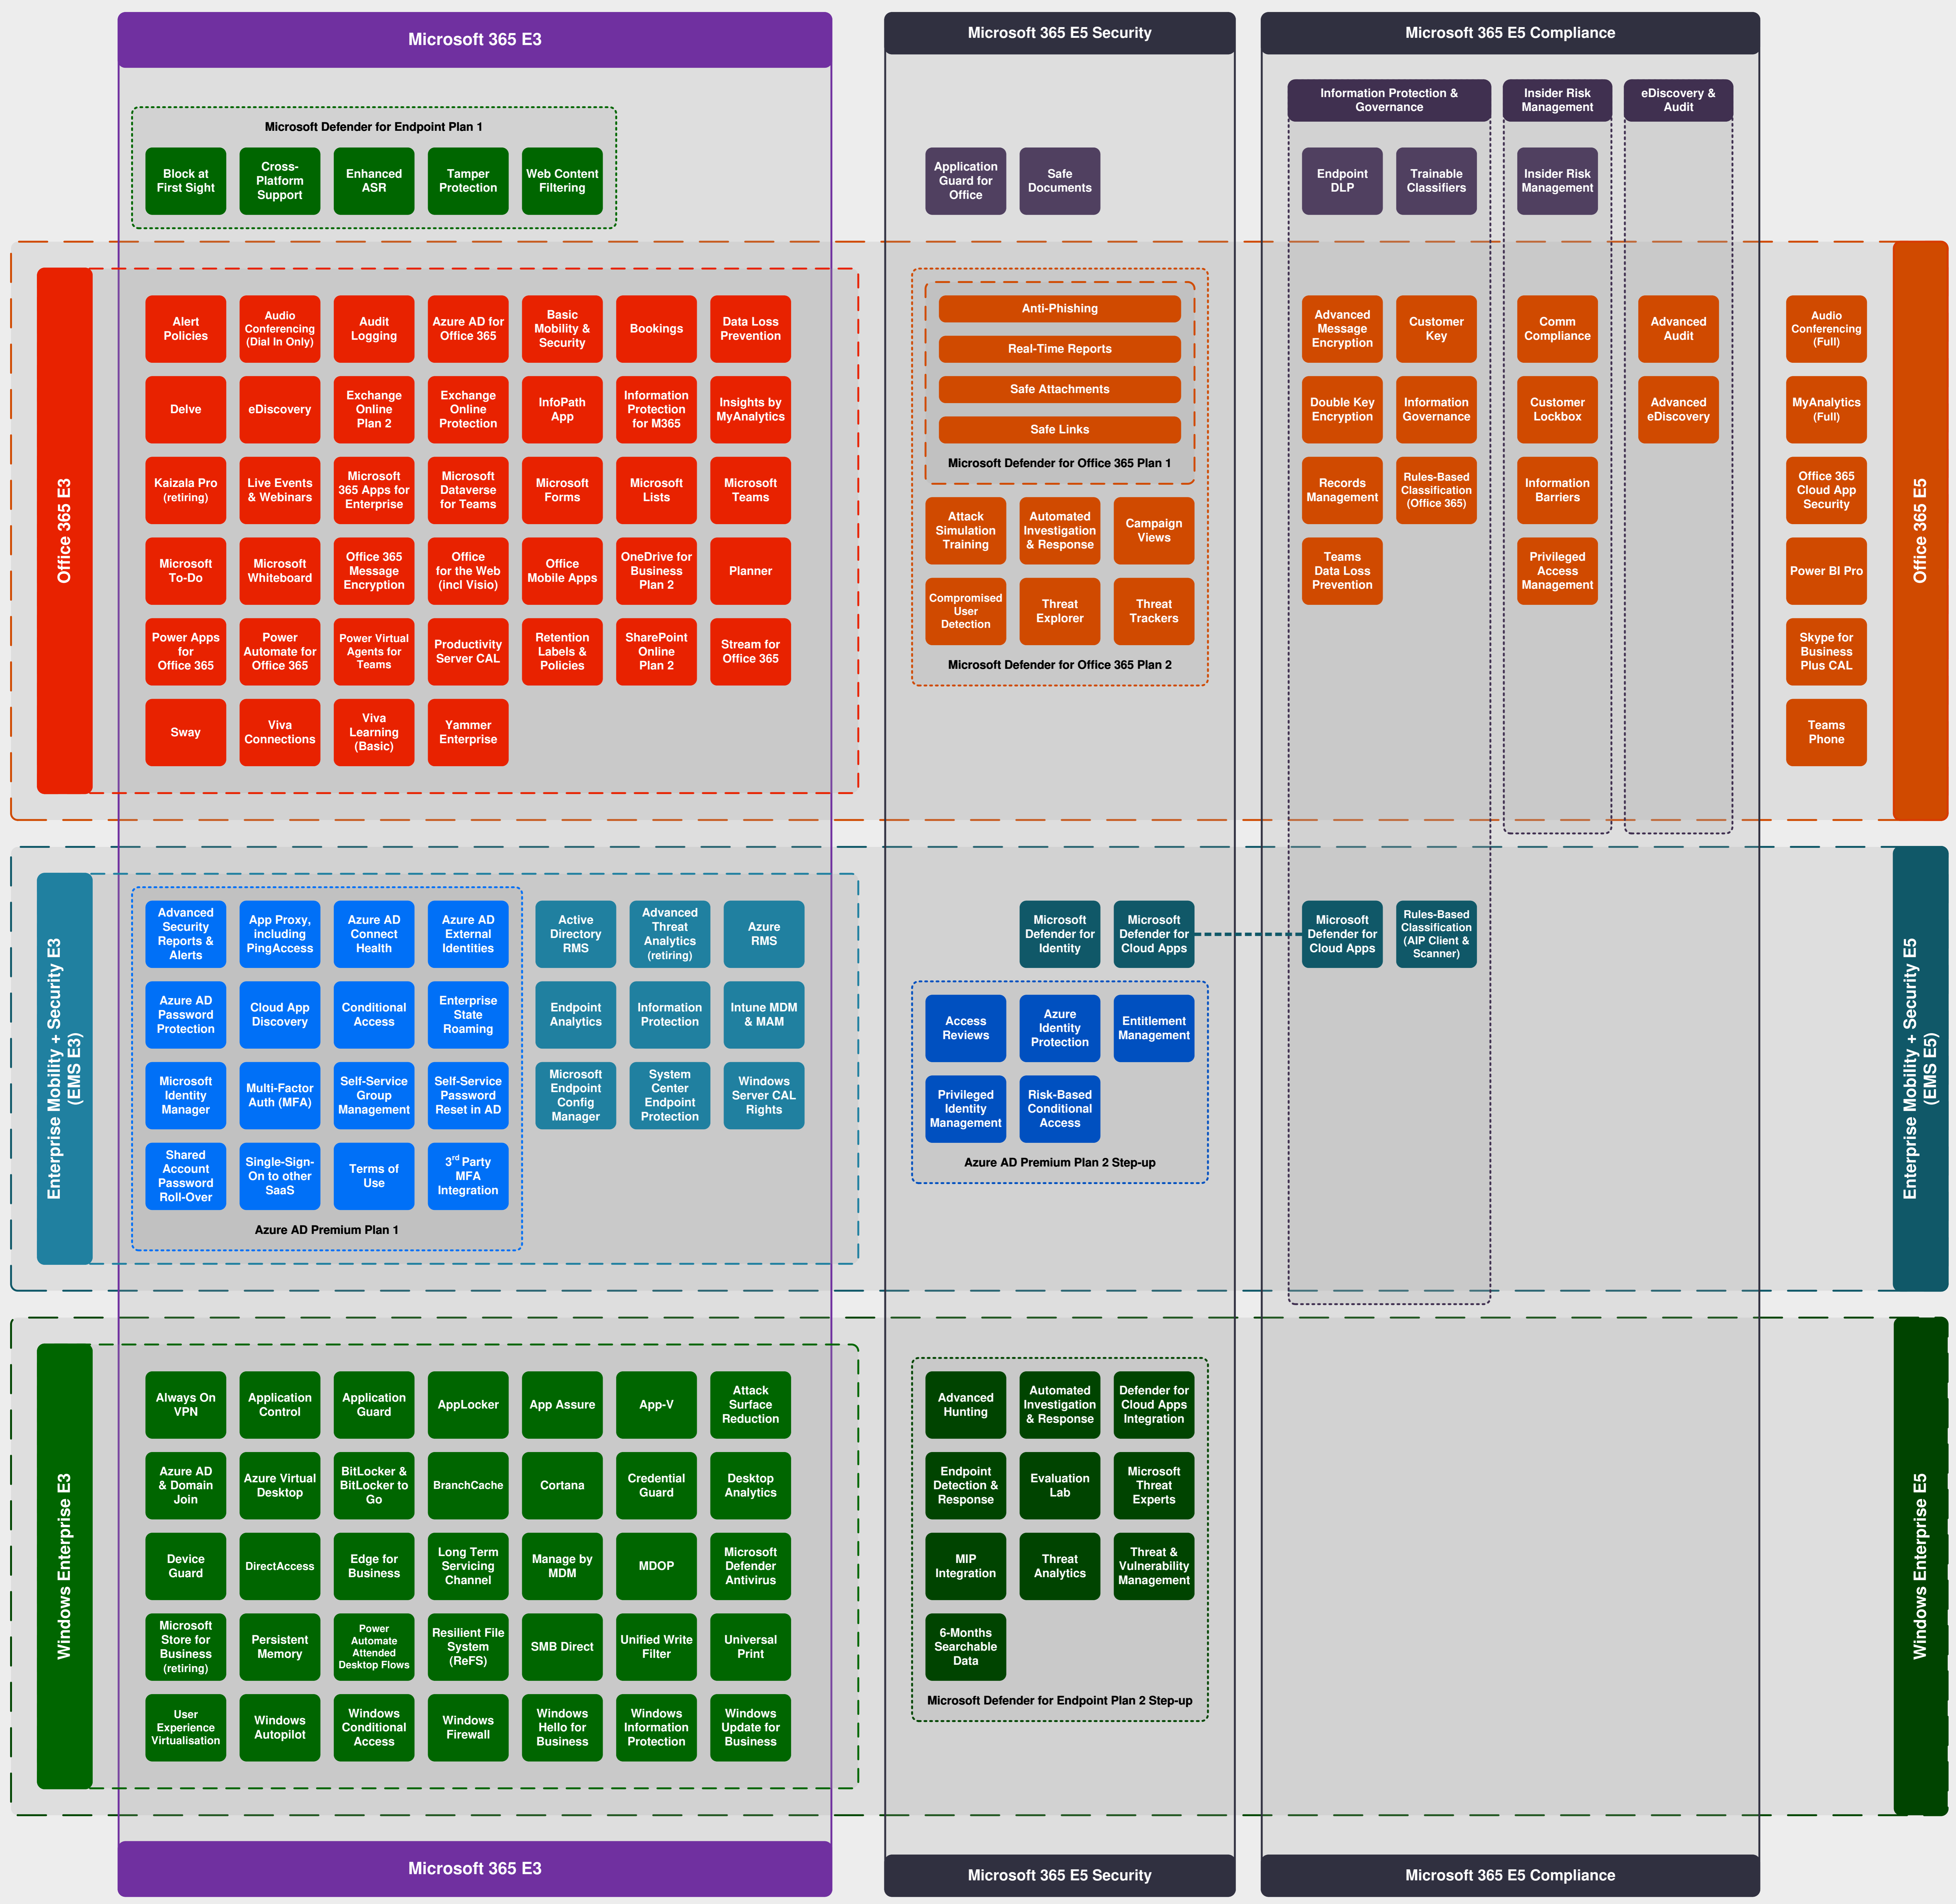 Microsoft 365 E3
Microsoft 365 E5 Security
Microsoft 365 E5 Compliance
Information Protection &
Governance
Insider Risk
Management
eDiscovery &
Audit
Microsoft Defender for Endpoint Plan 1
Block at
First Sight
Cross-
Platform
Support
Enhanced
ASR
Tamper
Protection
Web Content
Filtering
Application
Guard for
Office
Safe
Documents
Endpoint
DLP
Trainable
Classifiers
Insider Risk
Management
Office 365 E3
Alert
Policies
Audio
Conferencing
(Dial In Only)
Audit
Logging
Azure AD for
Office 365
Basic
Mobility &
Security
Bookings
Data Loss
Prevention
Delve
eDiscovery
Exchange
Online
Plan 2
Exchange
Online
Protection
InfoPath
App
Information
Protection
for M365
Insights by
MyAnalytics
Kaizala Pro
(retiring)
Live Events
& Webinars
Microsoft
365 Apps for
Enterprise
Microsoft
Dataverse
for Teams
Microsoft
Forms
Microsoft
Lists
Microsoft
Teams
Microsoft
To-Do
Microsoft
Whiteboard
Office 365
Message
Encryption
Office
for the Web
(incl Visio)
Office
Mobile Apps
OneDrive for
Business
Plan 2
Planner
Power Apps
for
Office 365
Power
Automate for
Office 365
Power Virtual
Agents for
Teams
Productivity
Server CAL
Retention
Labels &
Policies
SharePoint
Online
Plan 2
Stream for
Office 365
Sway
Viva
Connections
Viva
Learning
(Basic)
Yammer
Enterprise
Anti-Phishing
Real-Time Reports
Safe Attachments
Safe Links
Microsoft Defender for Office 365 Plan 1
Attack
Simulation
Training
Automated
Investigation
& Response
Campaign
Views
Compromised
User
Detection
Threat
Explorer
Threat
Trackers
Microsoft Defender for Office 365 Plan 2
Advanced
Message
Encryption
Customer
Key
Double Key
Encryption
Information
Governance
Records
Management
Rules-Based
Classification
(Office 365)
Teams
Data Loss
Prevention
Comm
Compliance
Customer
Lockbox
Information
Barriers
Privileged
Access
Management
Advanced
Audit
Advanced
eDiscovery
Audio
Conferencing
(Full)
MyAnalytics
(Full)
Office 365
Cloud App
Security
Power BI Pro
Skype for
Business
Plus CAL
Teams
Phone
Office 365 E5
Enterprise Mobility + Security E3
(EMS E3)
Advanced
Security
Reports &
Alerts
App Proxy,
including
PingAccess
Azure AD
Connect
Health
Azure AD
External
Identities
Azure AD
Password
Protection
Cloud App
Discovery
Conditional
Access
Enterprise
State
Roaming
Microsoft
Identity
Manager
Multi-Factor
Auth (MFA)
Self-Service
Group
Management
Self-Service
Password
Reset in AD
Shared
Account
Password
Roll-Over
Single-Sign-
On to other
SaaS
Terms of
Use
3rd Party
MFA
Integration
Azure AD Premium Plan 1
Active
Directory
RMS
Advanced
Threat
Analytics
(retiring)
Azure
RMS
Endpoint
Analytics
Information
Protection
Intune MDM
& MAM
Microsoft
Endpoint
Config
Manager
System
Center
Endpoint
Protection
Windows
Server CAL
Rights
Microsoft
Defender for
Identity
Microsoft
Defender for
Cloud Apps
Microsoft
Defender for
Cloud Apps
Rules-Based
Classification
(AIP Client &
Scanner)
Access
Reviews
Azure
Identity
Protection
Entitlement
Management
Privileged
Identity
Management
Risk-Based
Conditional
Access
Azure AD Premium Plan 2 Step-up
Enterprise Mobility + Security E5
(EMS E5)
Windows Enterprise E3
Always On
VPN
Application
Control
Application
Guard
AppLocker
App Assure
App-V
Attack
Surface
Reduction
Azure AD
& Domain
Join
Azure Virtual
Desktop
BitLocker &
BitLocker to
Go
BranchCache
Cortana
Credential
Guard
Desktop
Analytics
Device
Guard
DirectAccess
Edge for
Business
Long Term
Servicing
Channel
Manage by
MDM
MDOP
Microsoft
Defender
Antivirus
Microsoft
Store for
Business
(retiring)
Persistent
Memory
Power
Automate
Attended
Desktop Flows
Resilient File
System
(ReFS)
SMB Direct
Unified Write
Filter
Universal
Print
User
Experience
Virtualisation
Windows
Autopilot
Windows
Conditional
Access
Windows
Firewall
Windows
Hello for
Business
Windows
Information
Protection
Windows
Update for
Business
Advanced
Hunting
Automated
Investigation
& Response
Defender for
Cloud Apps
Integration
Endpoint
Detection &
Response
Evaluation
Lab
Microsoft
Threat
Experts
MIP
Integration
Threat
Analytics
Threat &
Vulnerability
Management
6-Months
Searchable
Data
Microsoft Defender for Endpoint Plan 2 Step-up
Windows Enterprise E5
Microsoft 365 E3
Microsoft 365 E5 Security
Microsoft 365 E5 Compliance